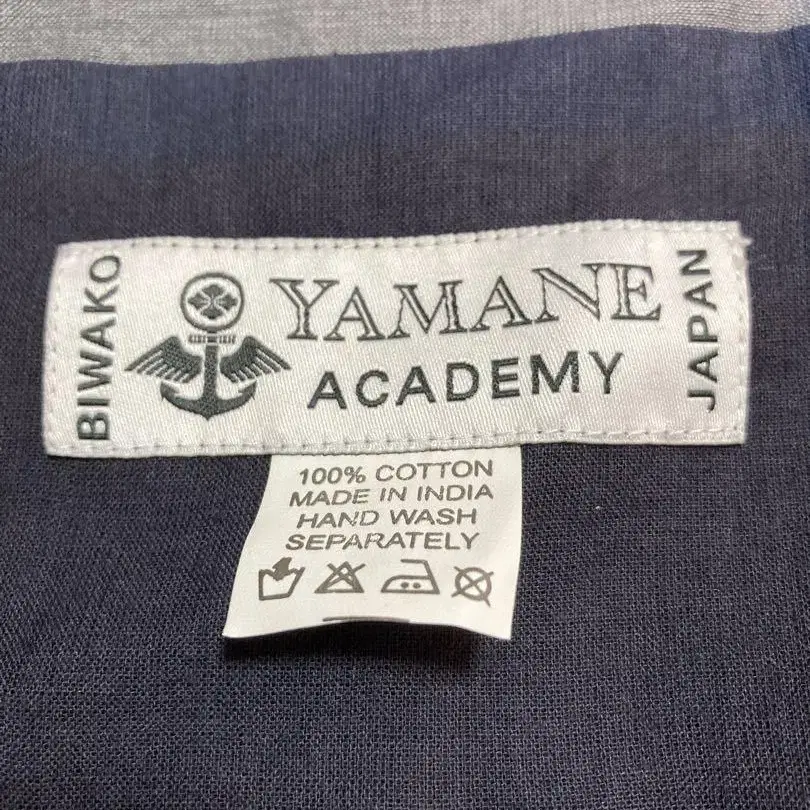 BIWAKO
YAMANE
ACADEMY
JAPAN
100% COTTON
MADE IN INDIA
HAND WASH
SEPARATELY